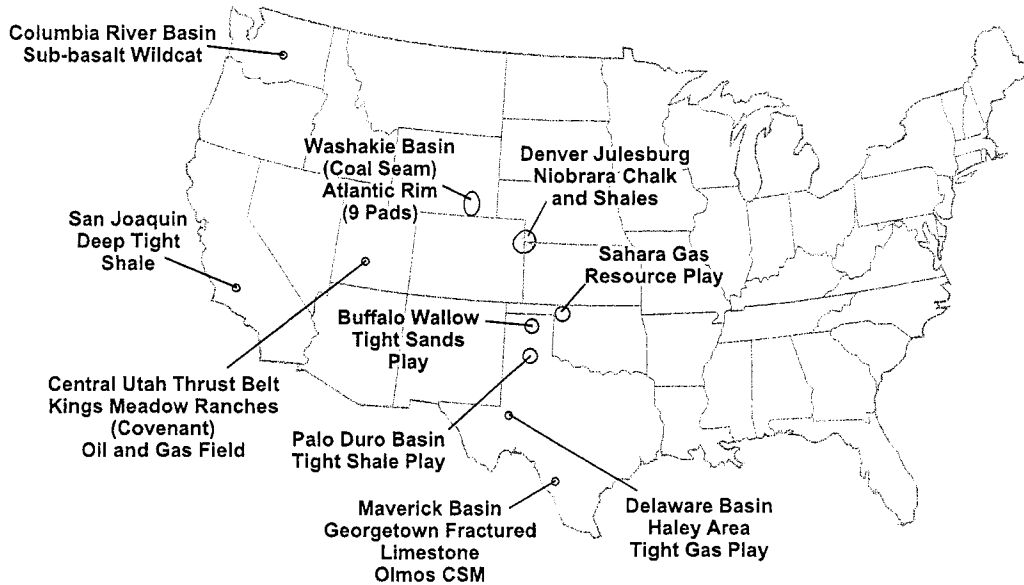 Columbia River Basin
Sub-basalt Wildcat
Washakie Basin
(Coal Seam)
Atlantic Rim
(9 Pads)
Denver Julesburg
Niobrara Chalk
and Shales
San Joaquin
Deep Tight
Shale
Sahara Gas
Resource Play
Buffalo Wallow
Tight Sands
Play
Central Utah Thrust Belt
Kings Meadow Ranches
(Covenant)
Oil and Gas Field
Palo Duro Basin
Tight Shale Play
Maverick Basin
Georgetown Fractured
Limestone
Olmos CSM
Delaware Basin
Haley Area
Tight Gas Play